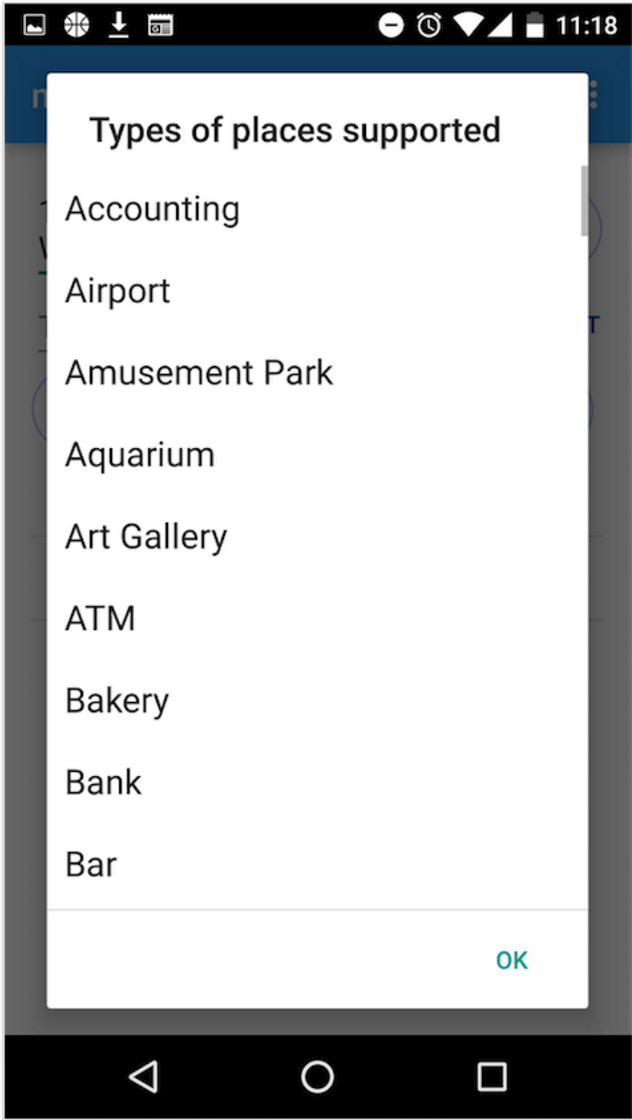 11:18
Types of places supported
Accounting
Airport
Amusement Park
Aquarium
Art Gallery
ATM
Bakery
Bank
Bar
OK